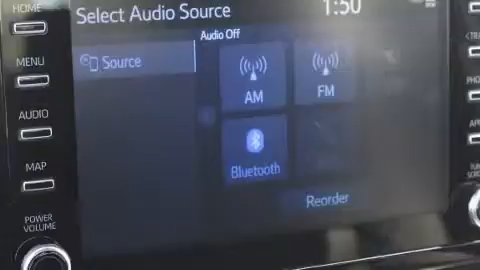 HOME
MENU
AUDIO
MAP
POWER
VOLUME
Select Audio Source
1:50
Audio Off
Source
AM
FM
Bluetooth
Reorder